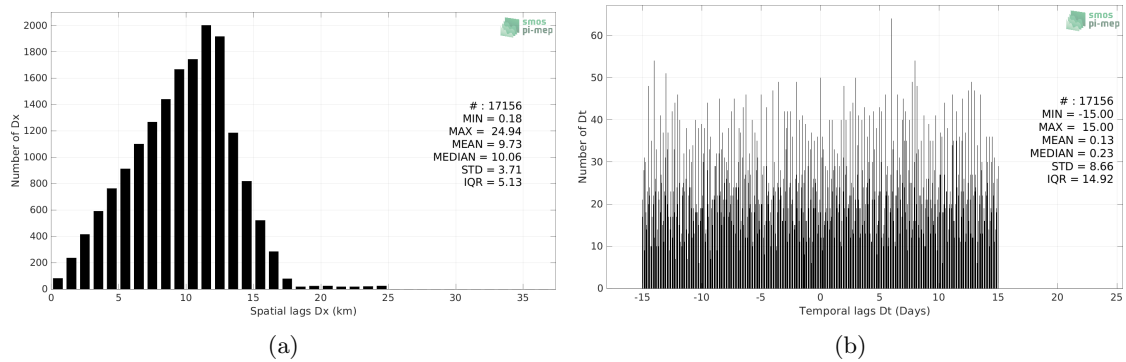 2000
1800
1600
1400
1200
1000
800
600
400
200
0
Number of Dx
0 5 10 15 20 25 30 35
Spatial lags Dx (km)
smos
pi-mep
# : 17156
MIN = 0.18
MAX = 24.94
MEAN = 9.73
MEDIAN = 10.06
STD = 3.71
IQR = 5.13
(a)
60
50
40
30
20
10
0
Number of Dt
-15 -10 -5 0 5 10 15 20 25
Temporal lags Dt (Days)
smos
pi-mep
# : 17156
MIN = -15.00
MAX = 15.00
MEAN = 0.13
MEDIAN = 0.23
STD = 8.66
IQR = 14.92
(b)